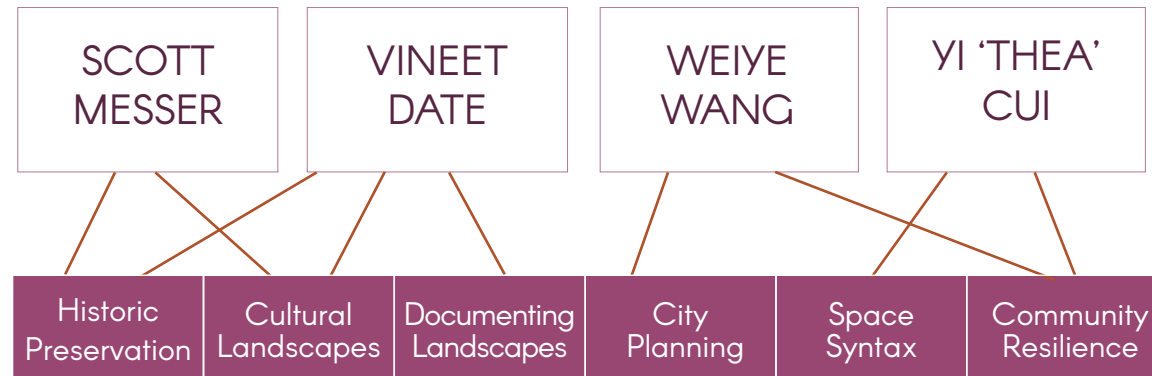 SCOTT
MESSER
VINEET
DATE
WEIYE
WANG
YI ‘THEA’
CUI
Historic
Preservation
Cultural
Landscapes
Documenting
Landscapes
City
Planning
Space
Syntax
Community
Resilience